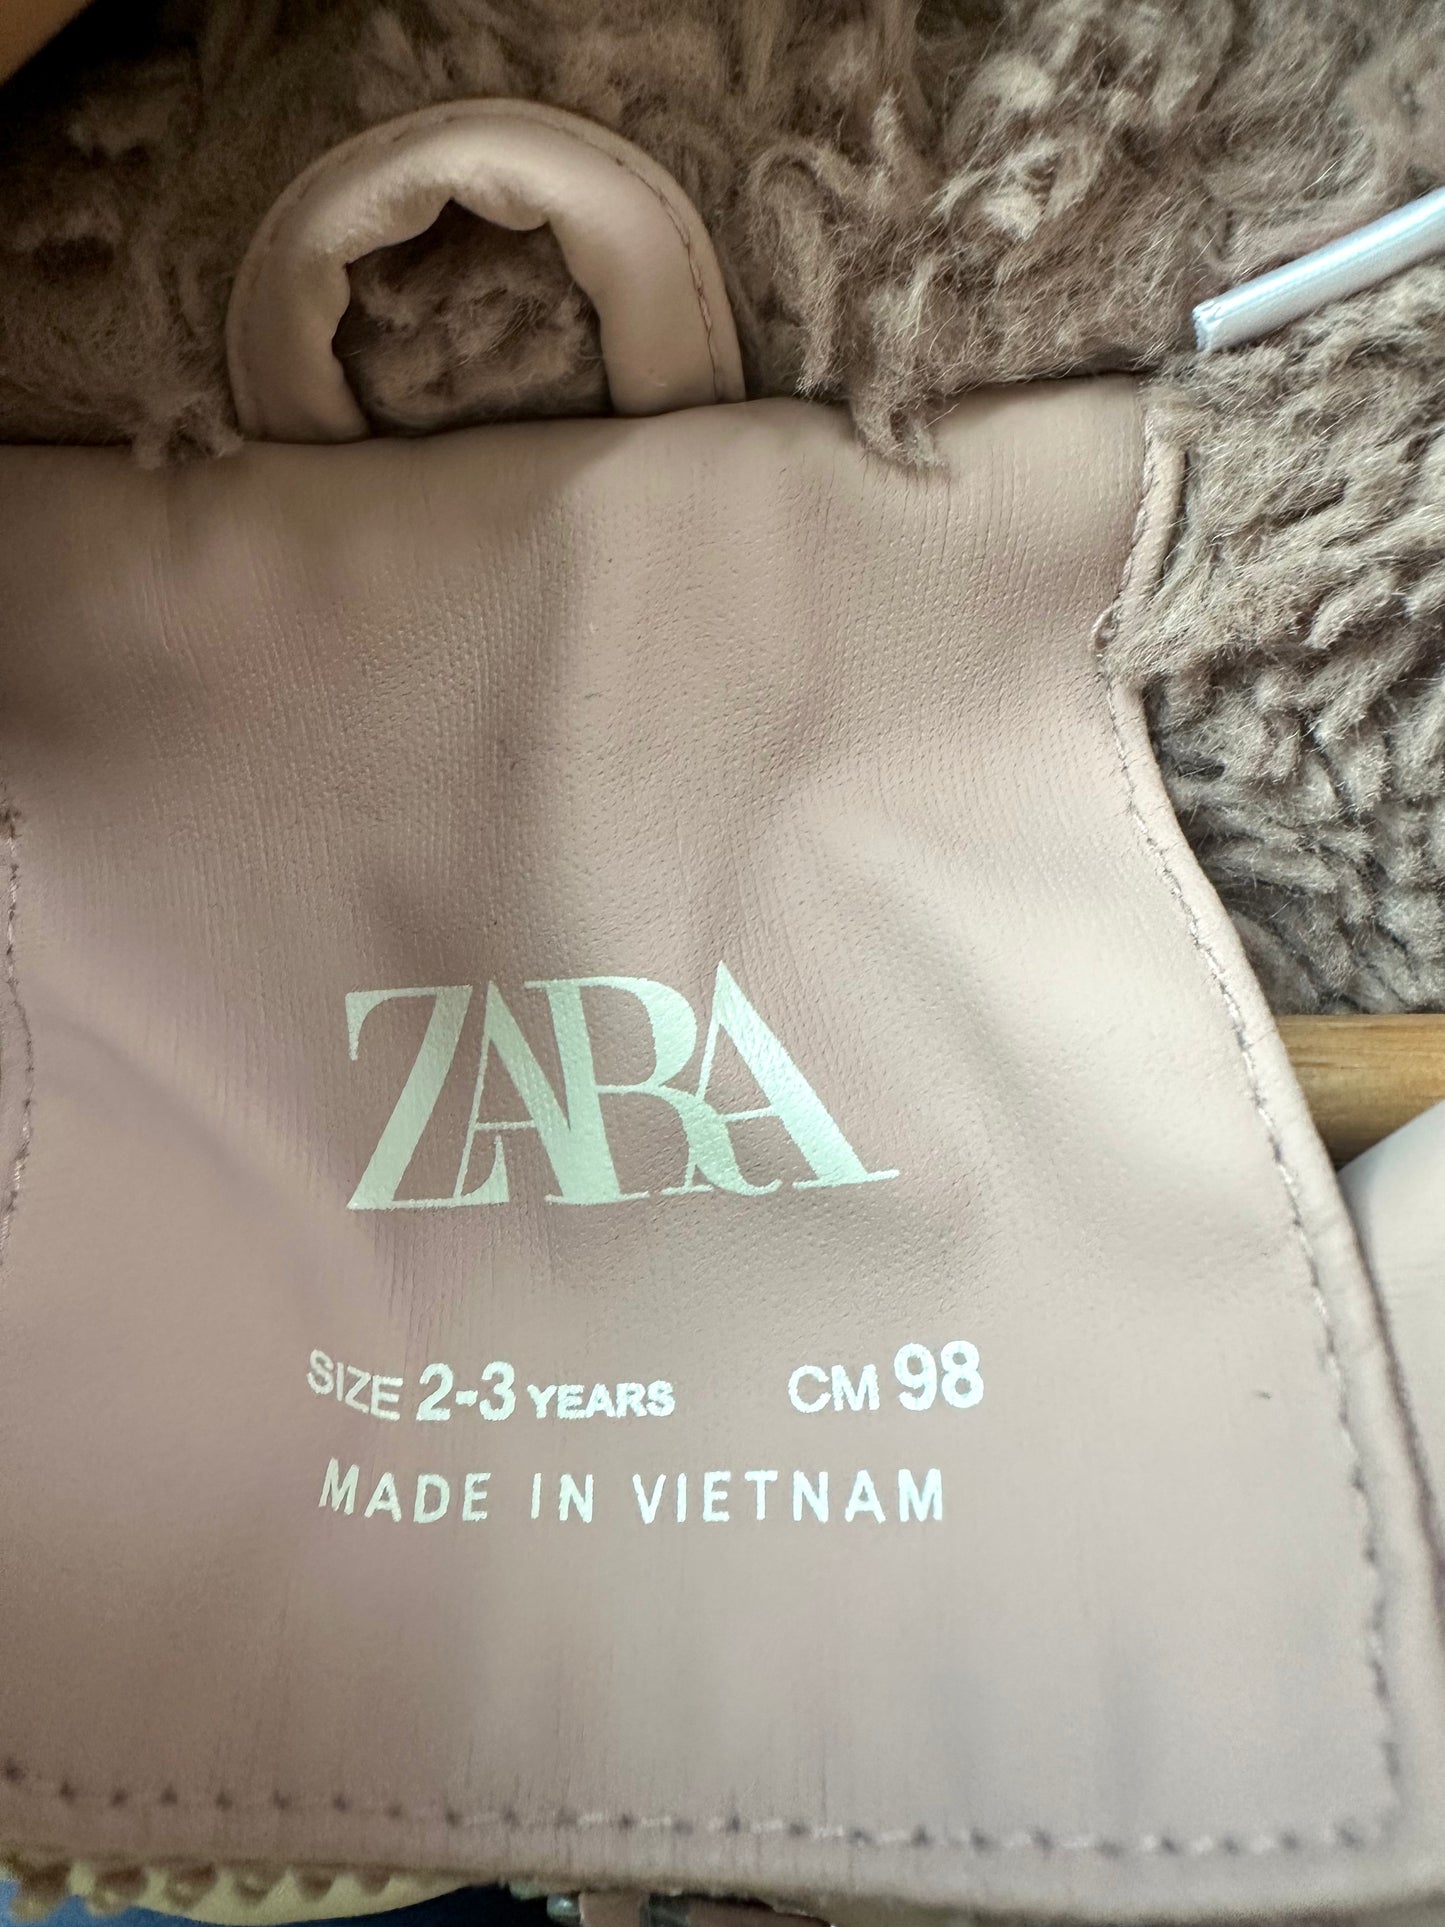 ZARA
SIZE 2-3 YEARS CM 98
MADE IN VIETNAM